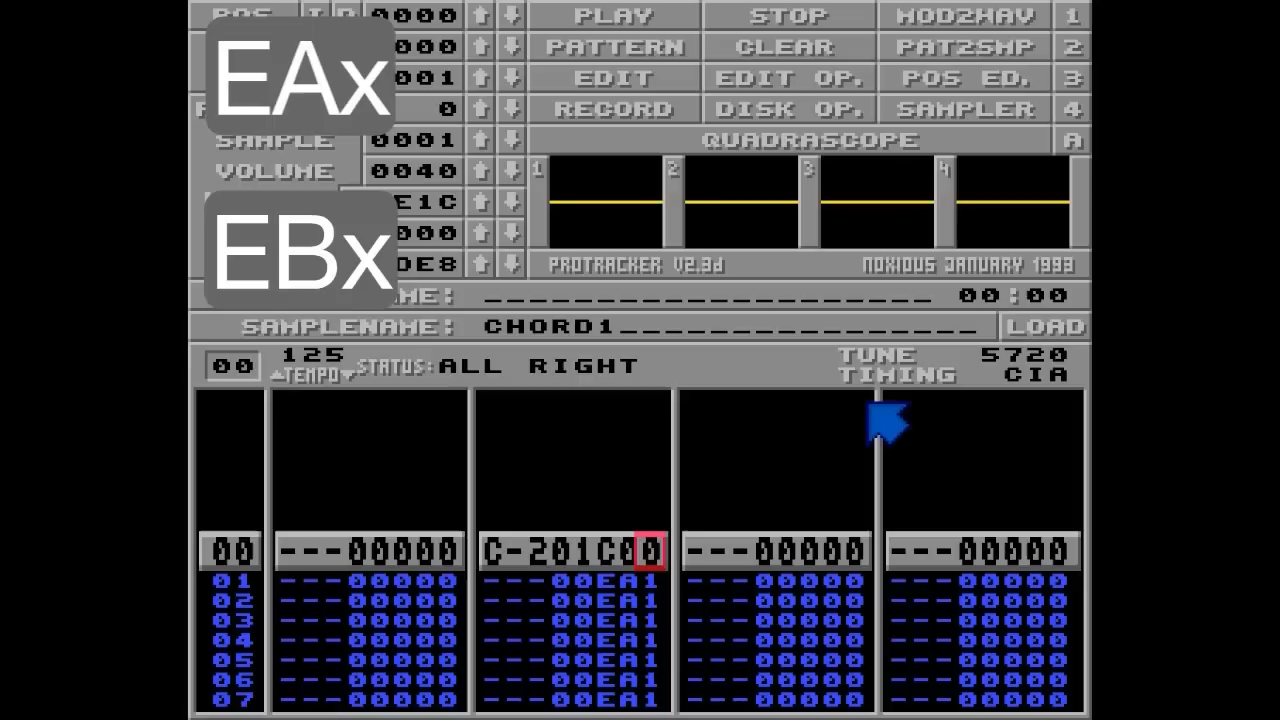 POS I D 0000 PLAY STOP MOD2WAV 1
000 PATTERN CLEAR PAT2SMP 2
EAx
001 EDIT EDIT OP. POS ED. 3
0 RECORD DISK OP. SAMPLER 4
SAMPLE 0001 QUADRASCOPE A
VOLUME 0040 1 2 3 4
E1C
EBx
000
0E8 PROTRACKER V2.3d NOXIOUS JANUARY 1993
ME: ____________________ 00:00
SAMPLENAME: CHORD1________________ LOAD
00 125 TEMPO STATUS: ALL RIGHT TUNE 5720
TIMING CIA
00 ---00000 C-201C00 ---00000 ---00000
01 ---00000 ---00EA1 ---00000 ---00000
02 ---00000 ---00EA1 ---00000 ---00000
03 ---00000 ---00EA1 ---00000 ---00000
04 ---00000 ---00EA1 ---00000 ---00000
05 ---00000 ---00EA1 ---00000 ---00000
06 ---00000 ---00EA1 ---00000 ---00000
07 ---00000 ---00EA1 ---00000 ---00000